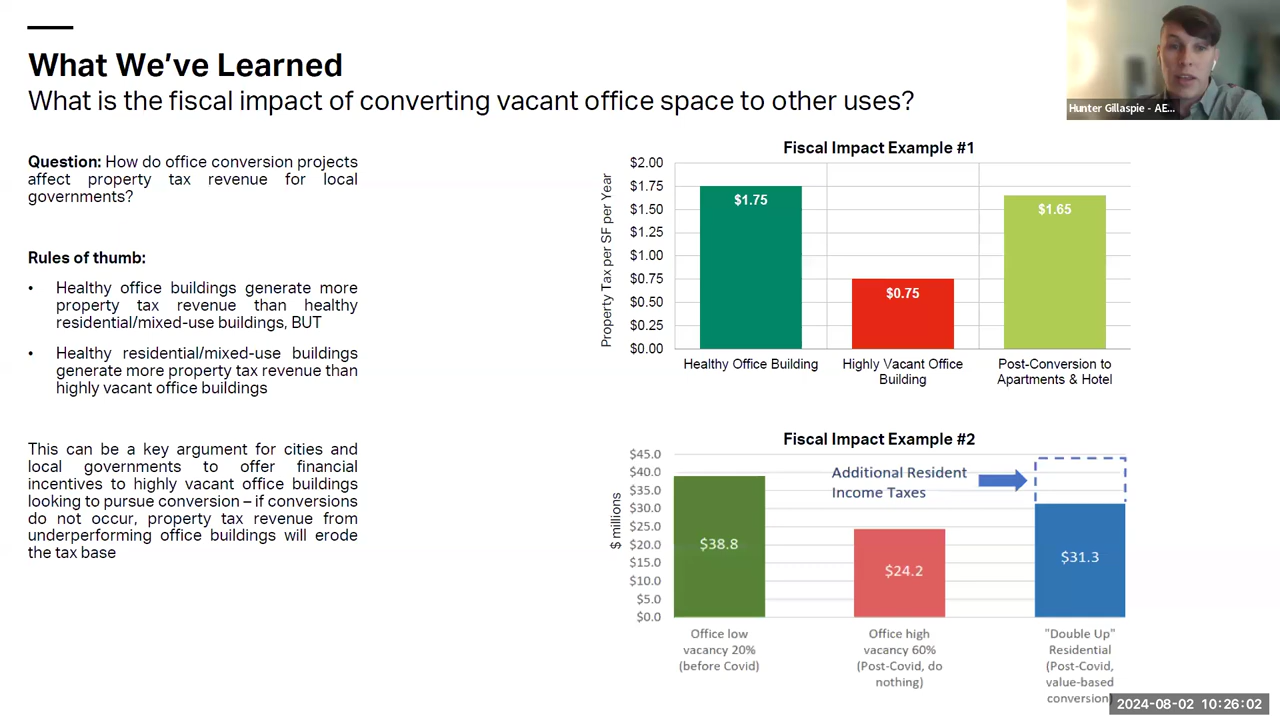 What We've Learned
What is the fiscal impact of converting vacant office space to other uses?
Hunter Gillaspie - AE...
Question: How do office conversion projects
affect property tax revenue for local
governments?
Rules of thumb:
• Healthy office buildings generate more
property tax revenue than healthy
residential/mixed-use buildings, BUT
• Healthy residential/mixed-use buildings
generate more property tax revenue than
highly vacant office buildings
This can be a key argument for cities and
local governments to offer financial
incentives to highly vacant office buildings
looking to pursue conversion – if conversions
do not occur, property tax revenue from
underperforming office buildings will erode
the tax base
Fiscal Impact Example #1
Property Tax per SF per Year
$2.00
$1.75
$1.50
$1.25
$1.00
$0.75
$0.50
$0.25
$0.00
$1.75
$0.75
$1.65
Healthy Office Building
Highly Vacant Office
Building
Post-Conversion to
Apartments & Hotel
Fiscal Impact Example #2
$ millions
$45.0
$40.0
$35.0
$30.0
$25.0
$20.0
$15.0
$10.0
$5.0
$0.0
Additional Resident
Income Taxes
$38.8
$24.2
$31.3
Office low
vacancy 20%
(before Covid)
Office high
vacancy 60%
(Post-Covid, do
nothing)
"Double Up"
Residential
(Post-Covid,
value-based
conversion)
2024-08-02 10:26:02